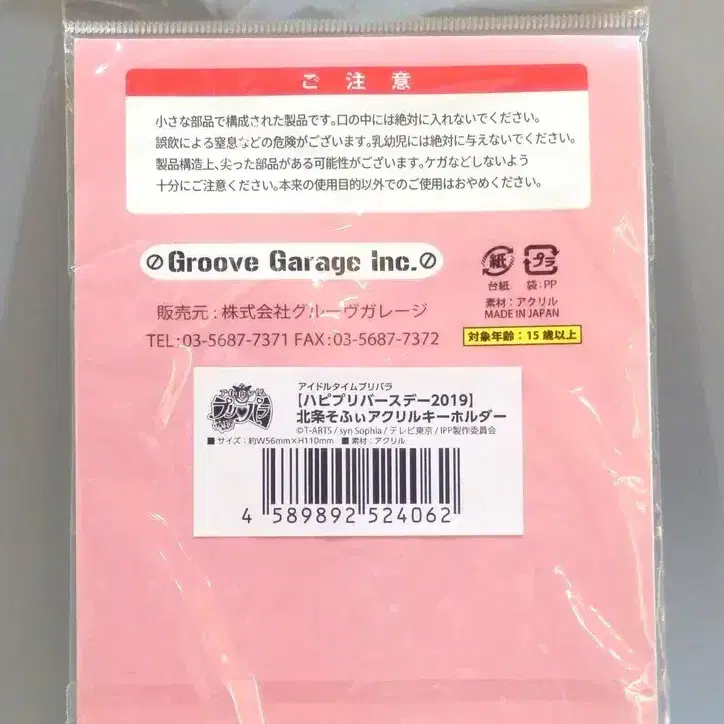 ご注意
小さな部品で構成された製品です。口の中には絶対に入れないでください。
誤飲による窒息などの危険がございます。乳幼児には絶対に与えないでください。
製品構造上、尖った部品がある可能性がございます。ケガなどしないよう
十分にご注意ください。本来の使用目的以外でのご使用はおやめください。
Groove Garage Inc.
紙 プラ
台紙 袋:PP
販売元:株式会社グルーヴガレージ
素材:アクリル
MADE IN JAPAN
TEL:03-5687-7371 FAX:03-5687-7372
対象年齢:15歳以上
アイドルタイム
プリパラ
アイドルタイムプリパラ
【ハピプリバースデー2019】
北条そふぃアクリルキーホルダー
©T-ARTS / syn Sophia / テレビ東京 / IPP製作委員会
■サイズ:約W56mm×H110mm ■素材:アクリル
4 589892 524062